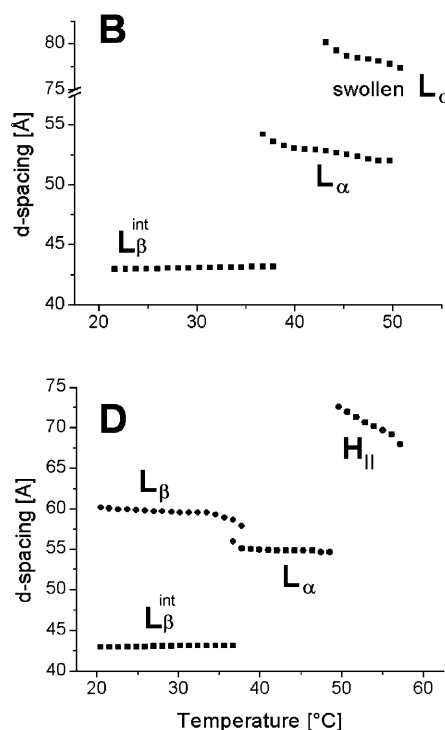 B
80
75
55
50
45
40
d-spacing [Å]
swollen L
L α
L β int
20 30 40 50
D
75
70
65
60
55
50
45
40
d-spacing [A]
L β
H II
L α
L β int
20 30 40 50 60
Temperature [°C]